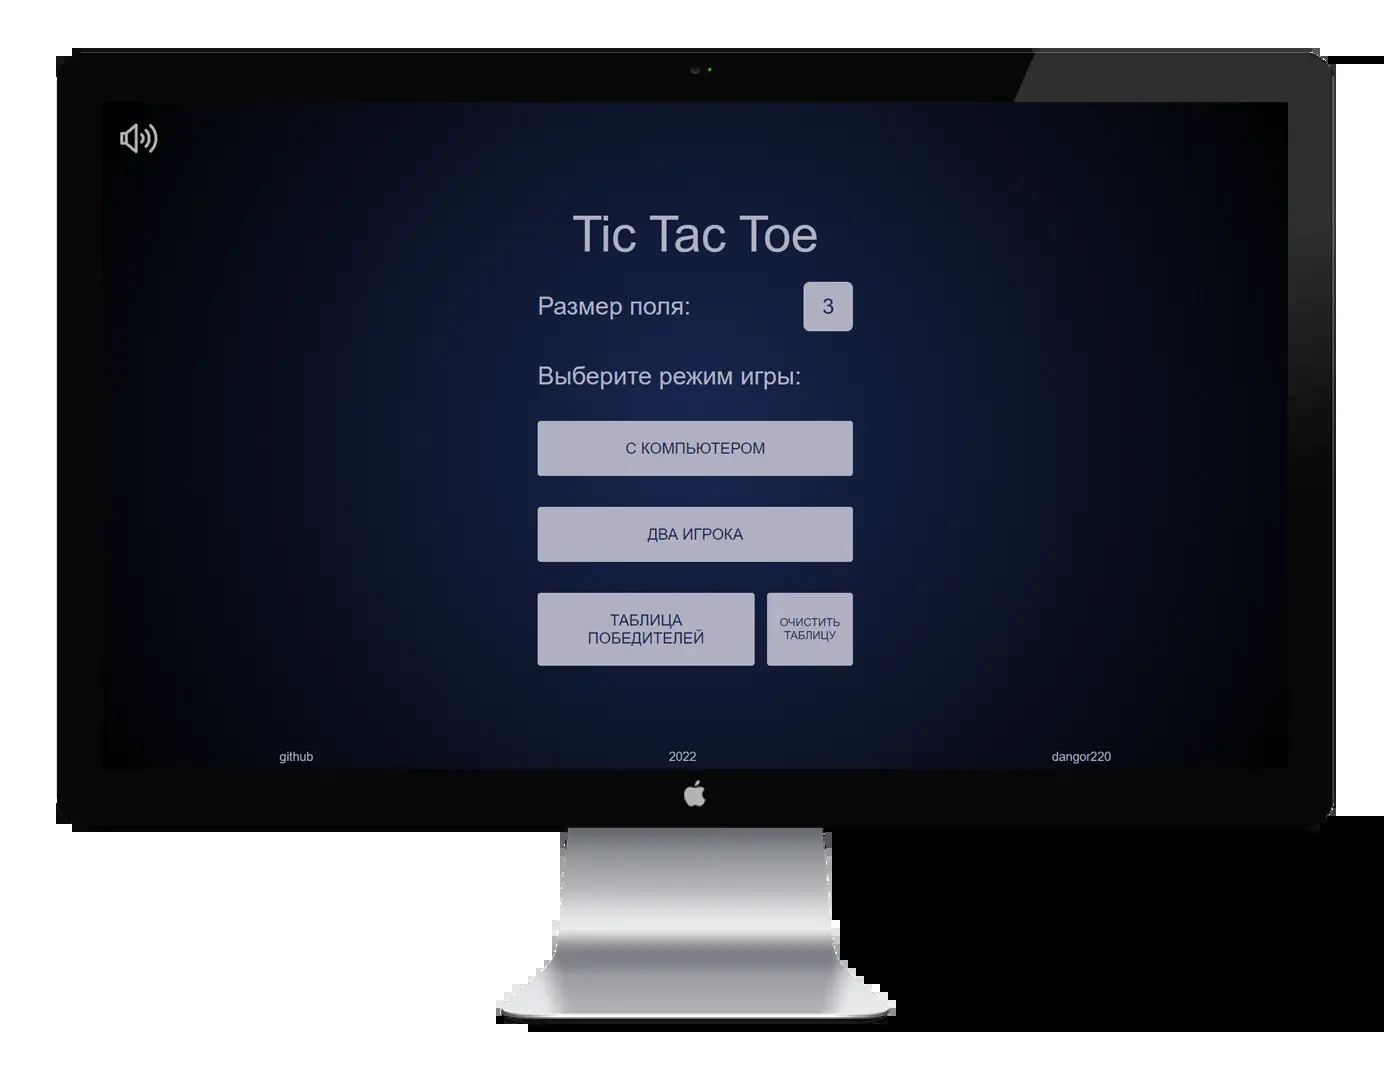 Tic Tac Toe
Размер поля:
3
Выберите режим игры:
С КОМПЬЮТЕРОМ
ДВА ИГРОКА
ТАБЛИЦА
ПОБЕДИТЕЛЕЙ
ОЧИСТИТЬ
ТАБЛИЦУ
github
2022
dangor220